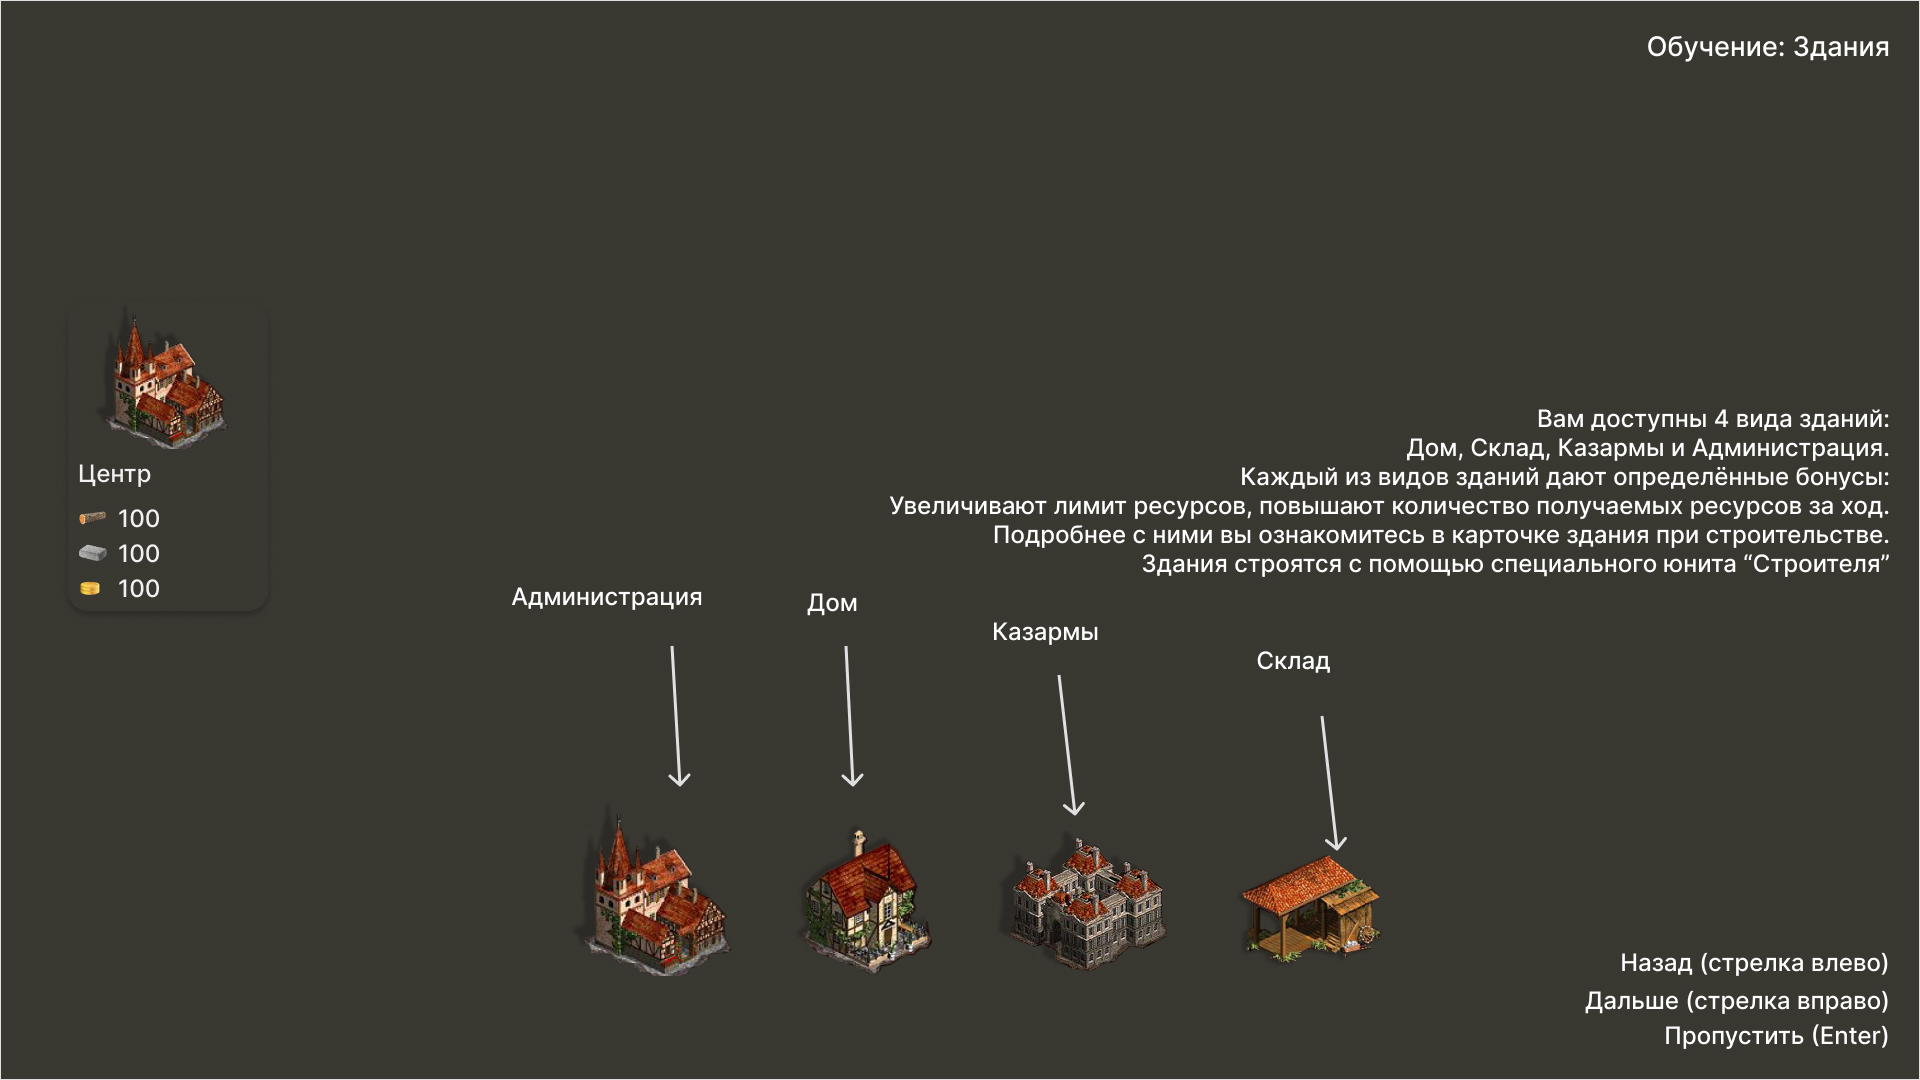 Обучение: Здания
Центр
100
100
100
Вам доступны 4 вида зданий:
Дом, Склад, Казармы и Администрация.
Каждый из видов зданий дают определённые бонусы:
Увеличивают лимит ресурсов, повышают количество получаемых ресурсов за ход.
Подробнее с ними вы ознакомитесь в карточке здания при строительстве.
Здания строятся с помощью специального юнита “Строителя”
Администрация
Дом
Казармы
Склад
Назад (стрелка влево)
Дальше (стрелка вправо)
Пропустить (Enter)